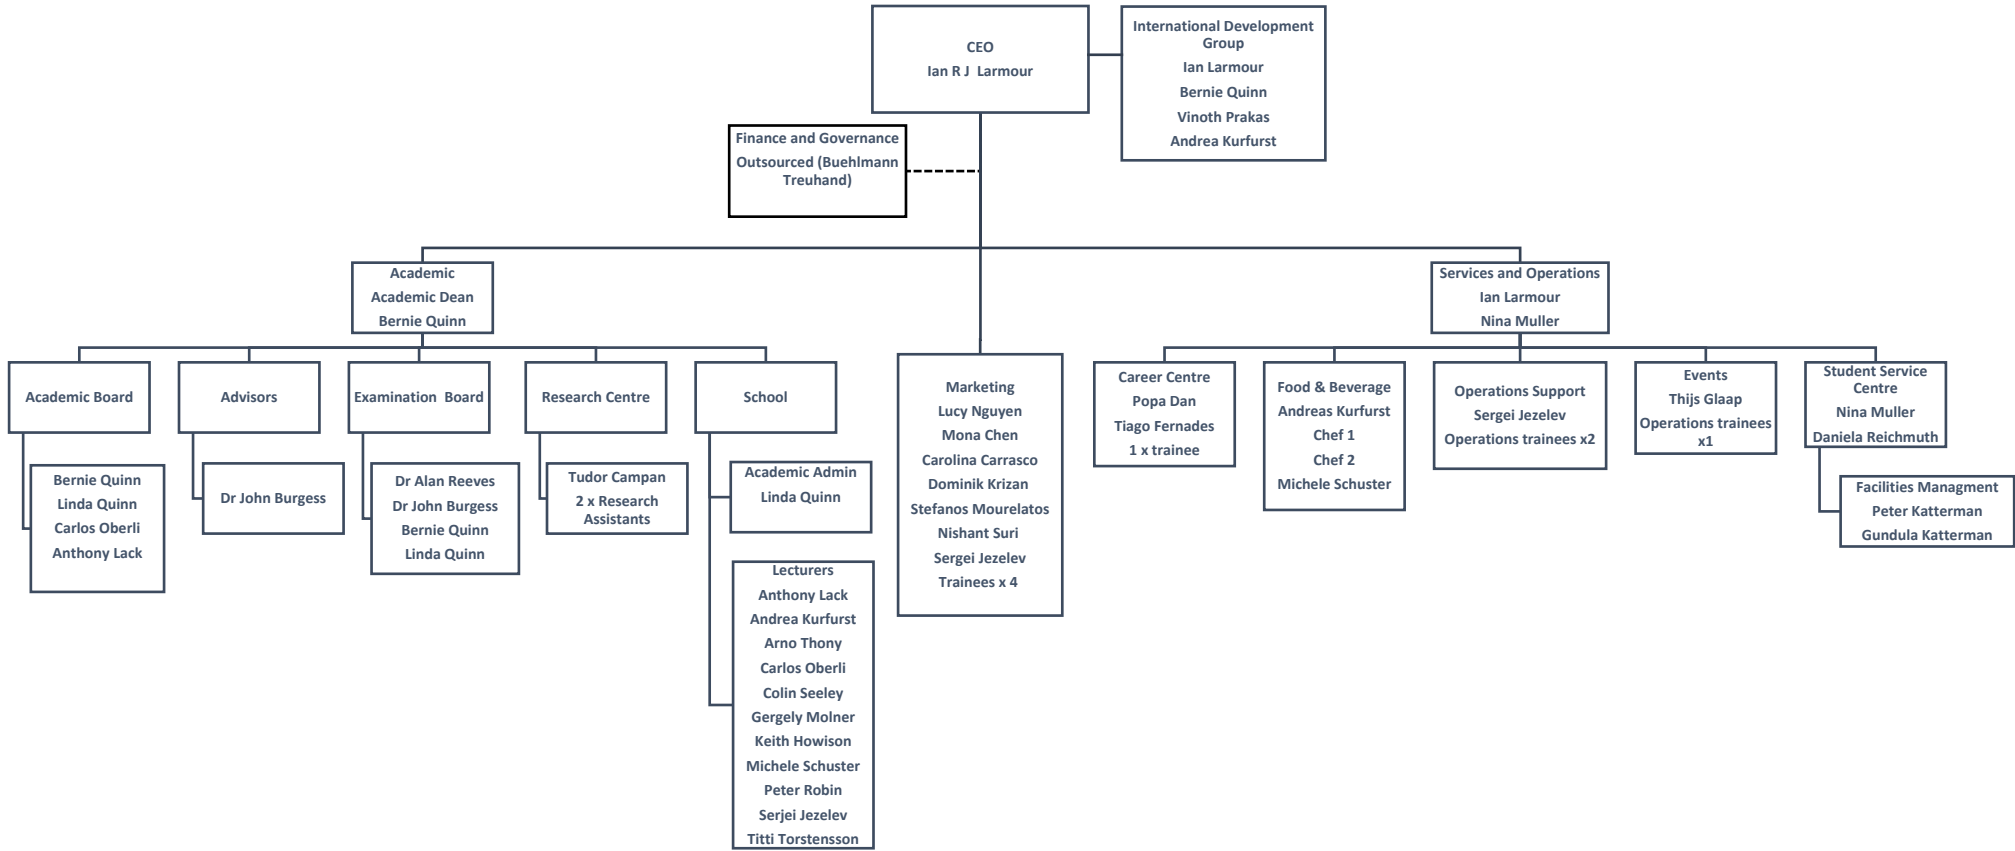 CEO
Ian R J Larmour
International Development
Group
Ian Larmour
Bernie Quinn
Vinoth Prakas
Andrea Kurfurst
Finance and Governance
Outsourced (Buehlmann
Treuhand)
Academic
Academic Dean
Bernie Quinn
Services and Operations
Ian Larmour
Nina Muller
Academic Board
Bernie Quinn
Linda Quinn
Carlos Oberli
Anthony Lack
Advisors
Dr John Burgess
Examination Board
Dr Alan Reeves
Dr John Burgess
Bernie Quinn
Linda Quinn
Research Centre
Tudor Campan
2 x Research
Assistants
School
Academic Admin
Linda Quinn
Lecturers
Anthony Lack
Andrea Kurfurst
Arno Thony
Carlos Oberli
Colin Seeley
Gergely Molner
Keith Howison
Michele Schuster
Peter Robin
Serjei Jezelev
Titti Torstensson
Marketing
Lucy Nguyen
Mona Chen
Carolina Carrasco
Dominik Krizan
Stefanos Mourelatos
Nishant Suri
Sergei Jezelev
Trainees x 4
Career Centre
Popa Dan
Tiago Fernades
1 x trainee
Food & Beverage
Andreas Kurfurst
Chef 1
Chef 2
Michele Schuster
Operations Support
Sergei Jezelev
Operations trainees x2
Events
Thijs Glaap
Operations trainees
x1
Student Service
Centre
Nina Muller
Daniela Reichmuth
Facilities Managment
Peter Katterman
Gundula Katterman